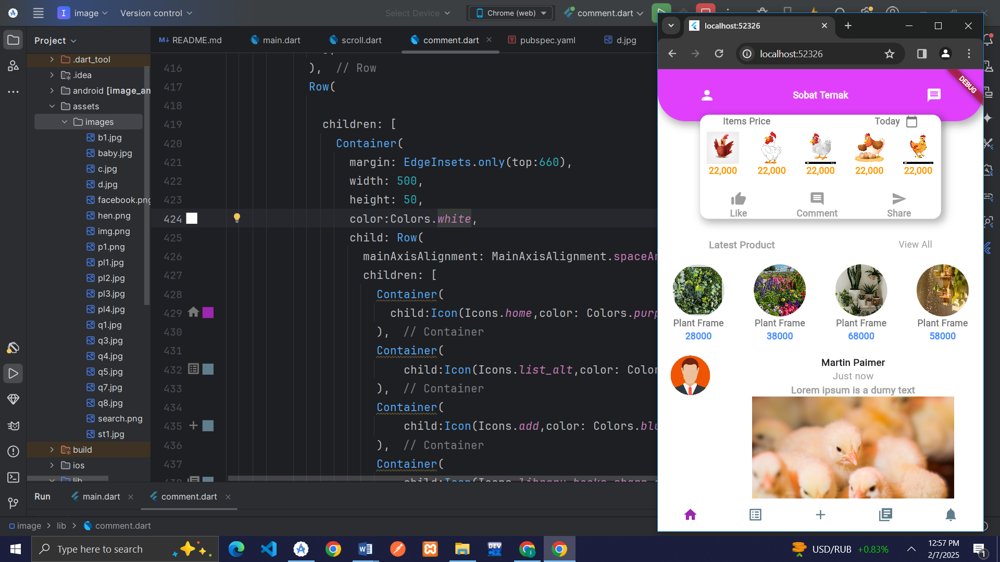 I image Version control Select Device Chrome (web) comment.dart
Project
README.md main.dart scroll.dart comment.dart pubspec.yaml d.jpg
.dart_tool
.idea
android [image_an
assets
images
b1.jpg
baby.jpg
c.jpg
d.jpg
facebook.png
hen.png
img.png
p1.png
pl1.jpg
pl2.jpg
pl3.jpg
pl4.jpg
q1.jpg
q3.jpg
q4.jpg
q5.jpg
q7.jpg
q8.jpg
search.png
st1.jpg
build
ios
lib
416 ), // Row
417 Row(
418
419 children: [
420 Container(
421 margin: EdgeInsets.only(top:660),
422 width: 500,
423 height: 50,
424 color:Colors.white,
425 child: Row(
426 mainAxisAlignment: MainAxisAlignment.spaceAr
427 children: [
428 Container(
429 child:Icon(Icons.home,color: Colors.purp
430 ), // Container
431 Container(
432 child:Icon(Icons.list_alt,color: Color
433 ), // Container
434 Container(
435 child:Icon(Icons.add,color: Colors.blu
436 ), // Container
437 Container(
438 child:Icon(Icons.library_books_sharp,c
Run main.dart comment.dart
image > lib > comment.dart
localhost:52326
localhost:52326
DEBUG
Sobat Ternak
Items Price Today
22,000 22,000 22,000 22,000 22,000
Like Comment Share
Latest Product View All
Plant Frame Plant Frame Plant Frame Plant Frame
28000 38000 68000 58000
Martin Paimer
Just now
Lorem ipsum is a dumy text
Type here to search
DEV
USD/RUB +0.83%
12:57 PM
2/7/2025
1